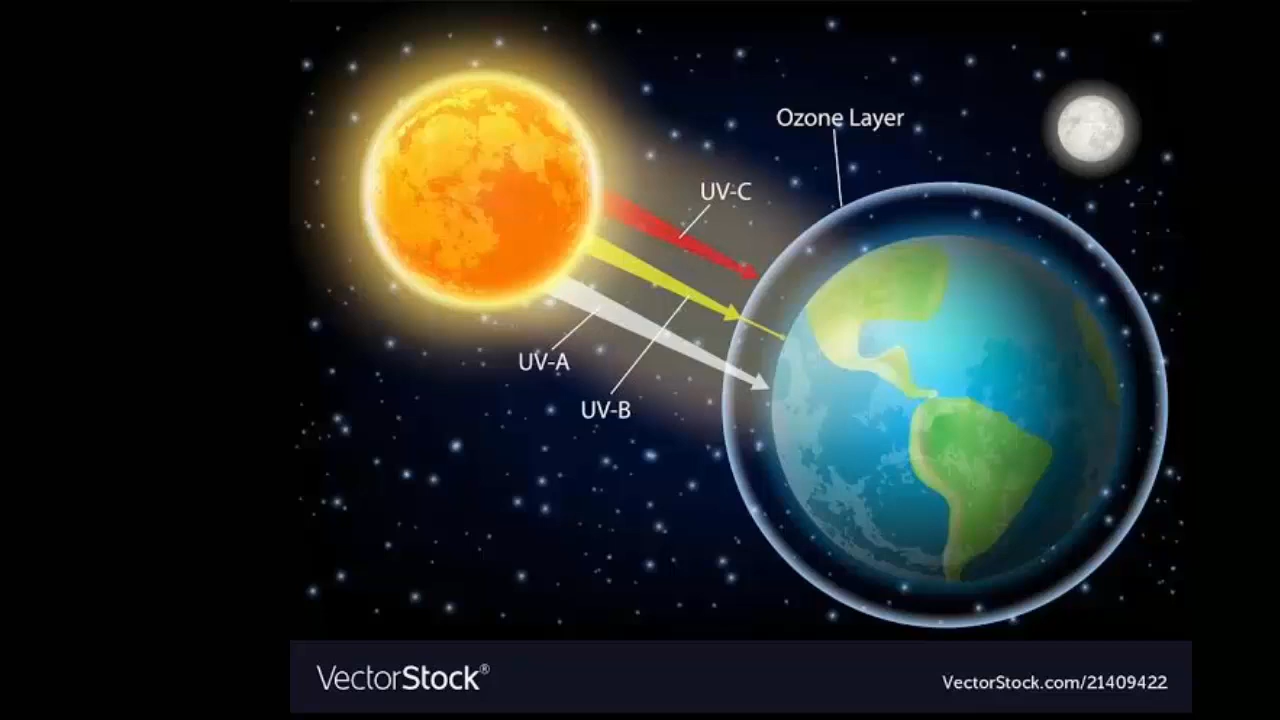 Ozone Layer
UV-C
UV-A
UV-B
VectorStock®
VectorStock.com/21409422